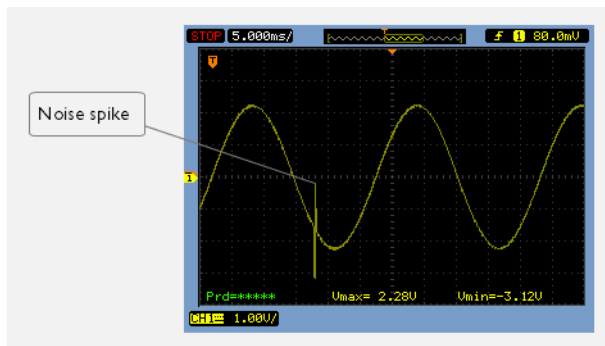 STOP 5.000ms/ T 1 80.0mV
T
Noise spike
1
Prd=***** Vmax= 2.28V Vmin=-3.12V
CH1 1.00V/